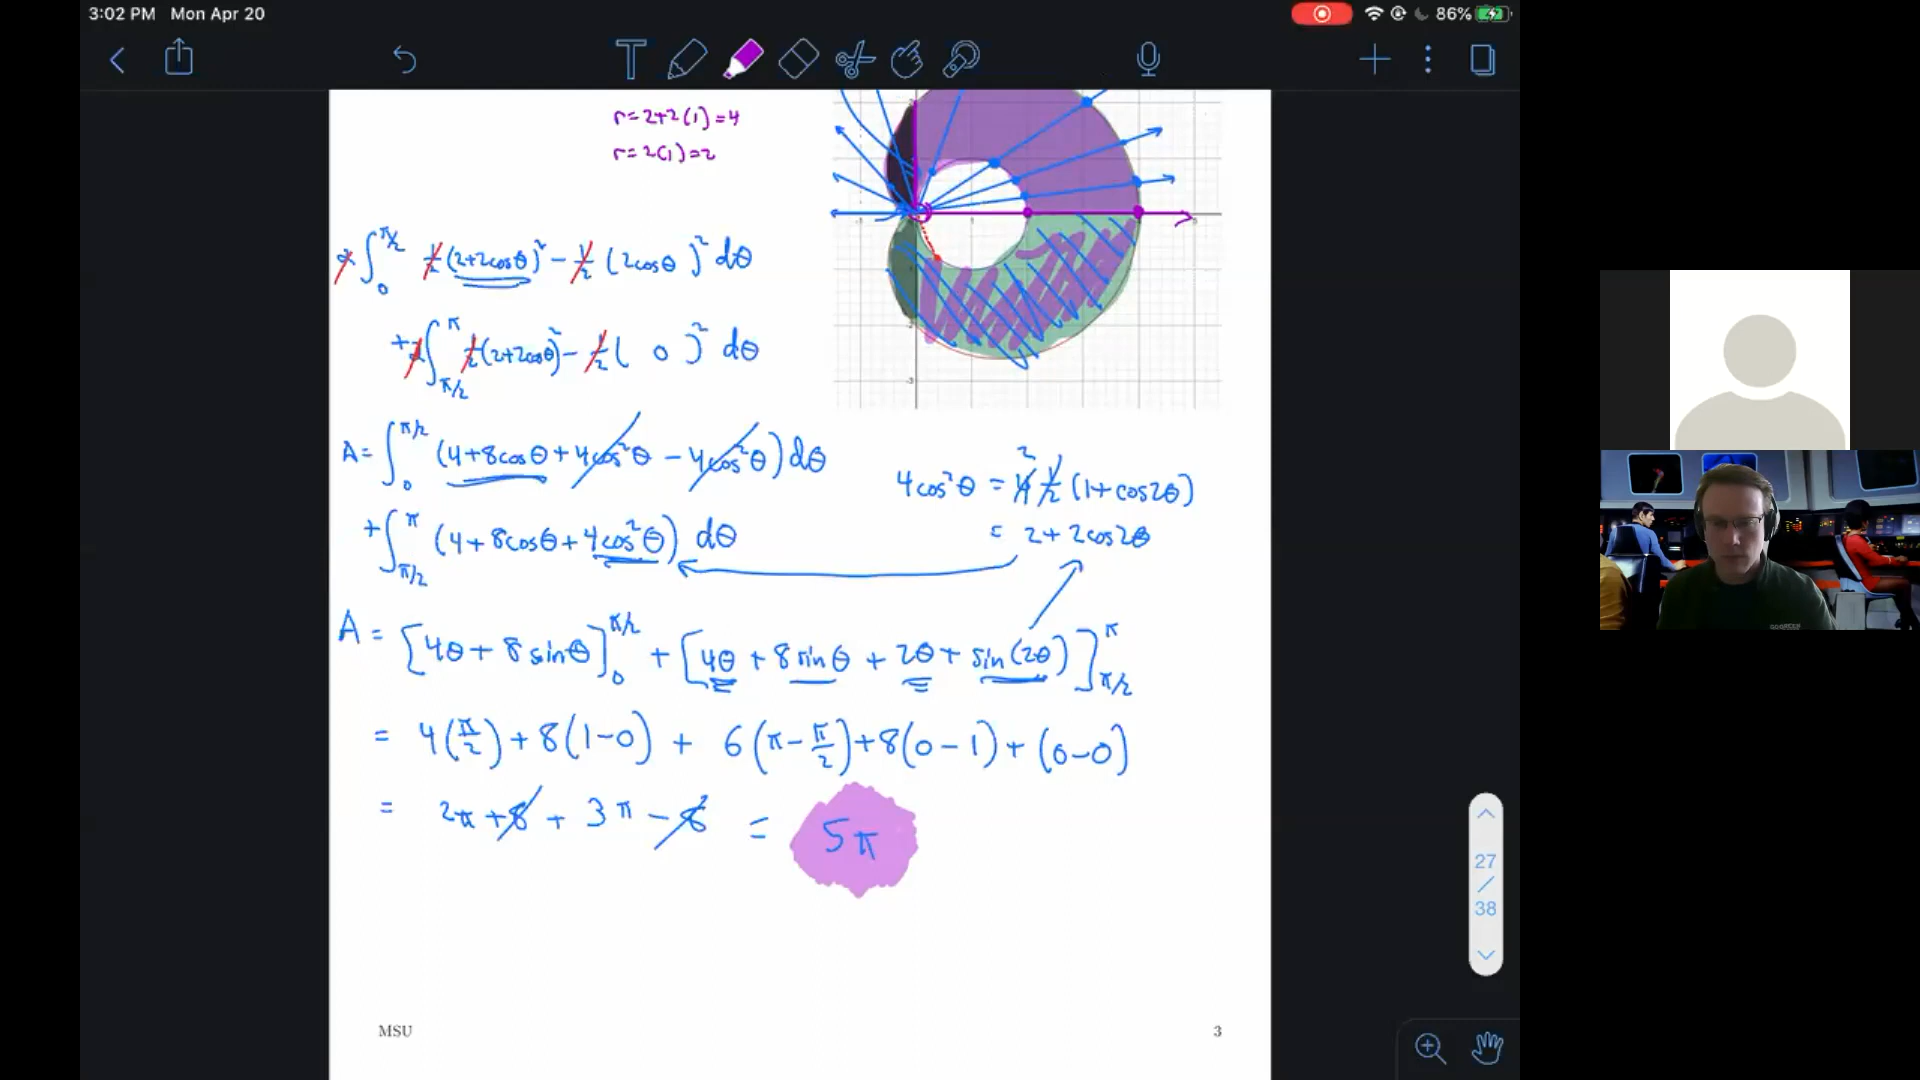 3:02 PM Mon Apr 20
86%
r=2+2(1)=4
r=2(1)=2
2∫₀^(π/2) ½(2+2cosθ)² - ½(2cosθ )² dθ
+2∫_(π/2)^π ½(2+2cosθ)² - ½( 0 )² dθ
-3
A= ∫₀^(π/2) (4+8cosθ+4cos²θ - 4cos²θ) dθ
4cos²θ = 4 ½ (1+cos2θ)
2
+∫_(π/2)^π (4+8cosθ+4cos²θ) dθ
= 2+2cos2θ
A = [4θ+8sinθ]₀^(π/2) + [4θ+8sinθ+2θ+sin(2θ)]_(π/2)^π
= 4(π/2)+8(1-0) + 6(π-π/2)+8(0-1)+(0-0)
= 2π+8+3π-8 = 5π
27
/
38
MSU
3